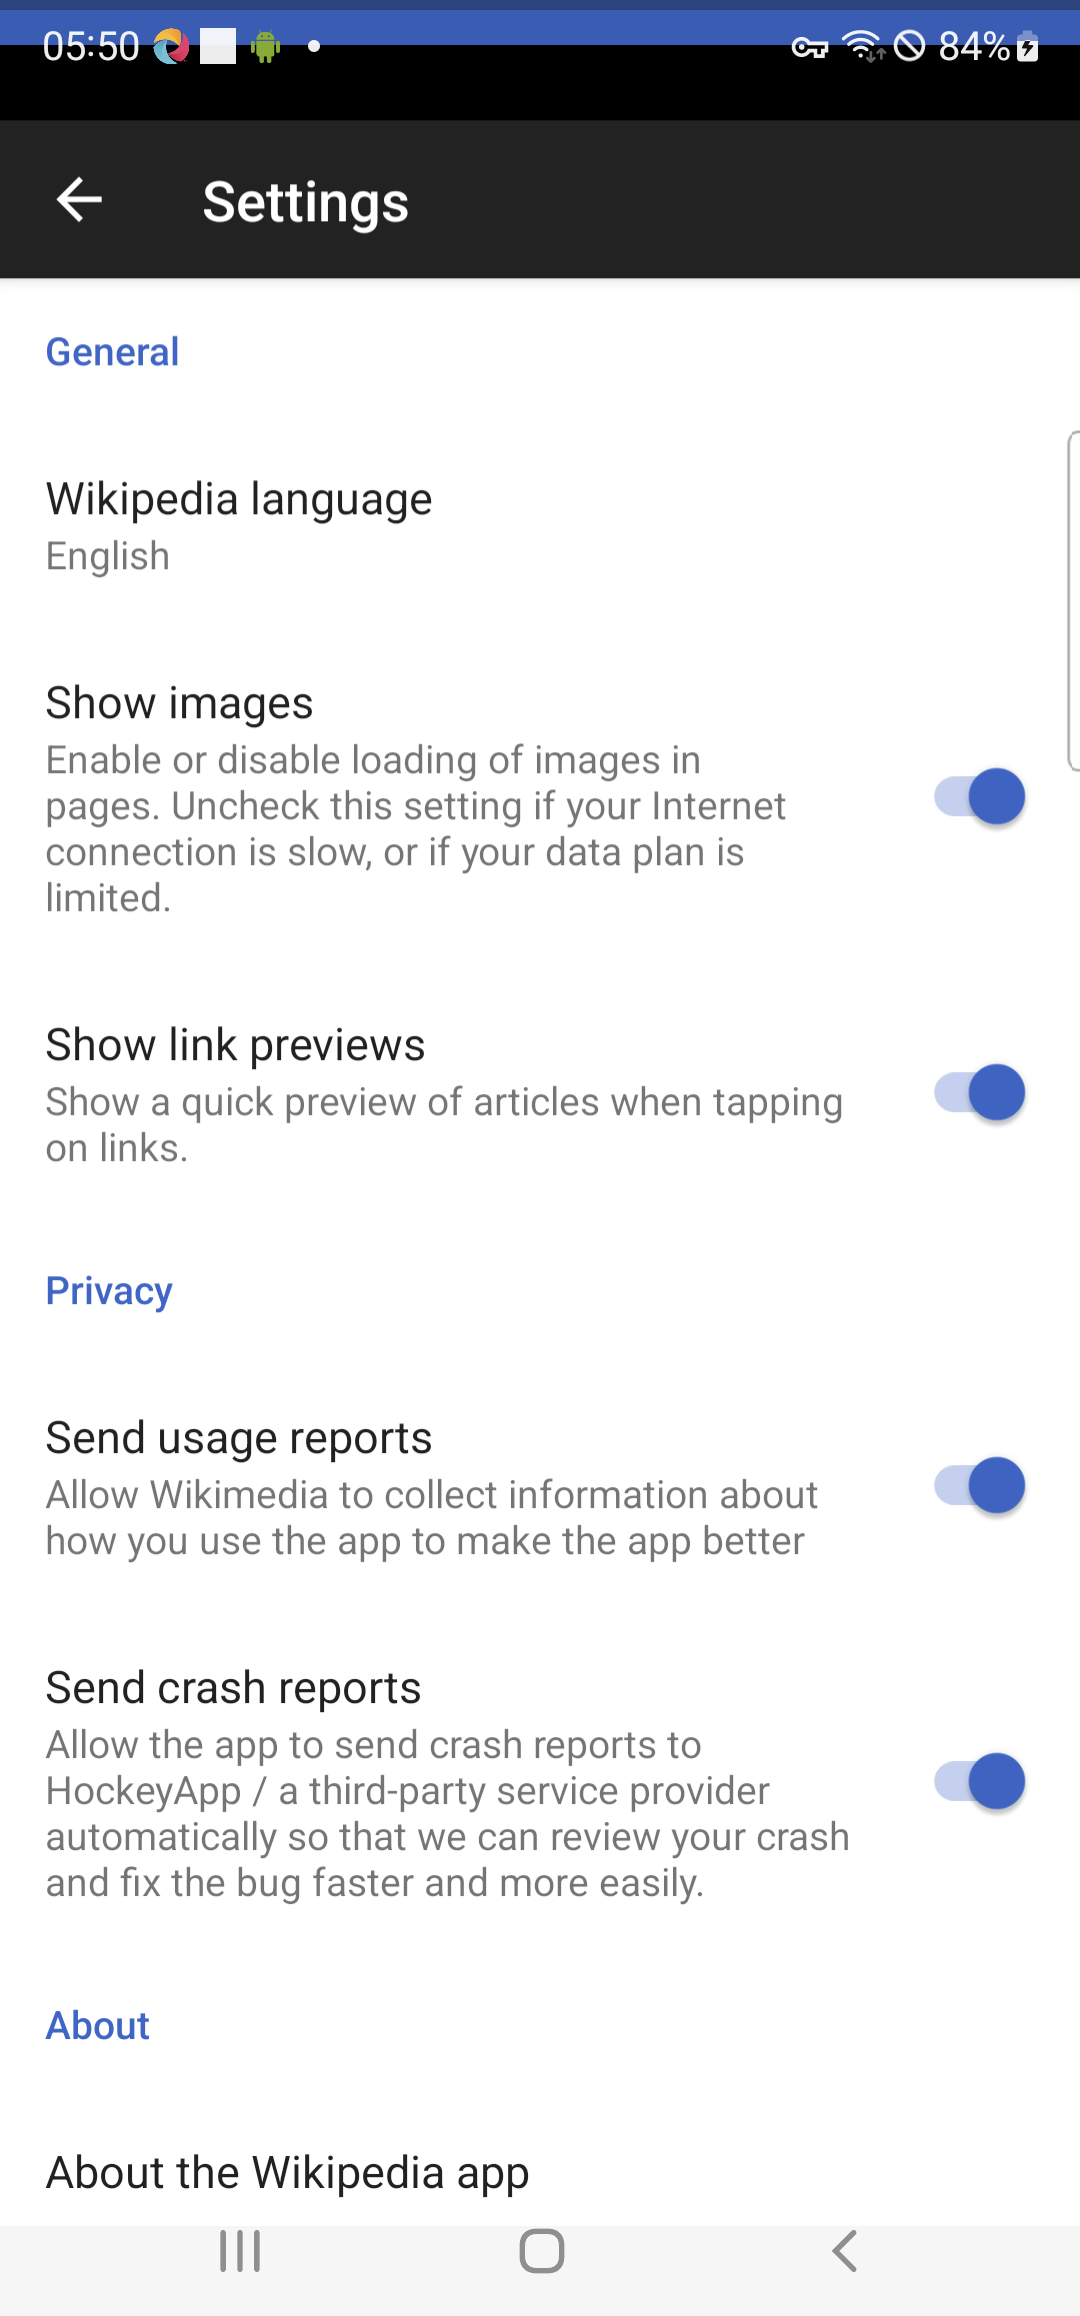 05:50
84%
Settings
General
Wikipedia language
English
Show images
Enable or disable loading of images in
pages. Uncheck this setting if your Internet
connection is slow, or if your data plan is
limited.
Show link previews
Show a quick preview of articles when tapping
on links.
Privacy
Send usage reports
Allow Wikimedia to collect information about
how you use the app to make the app better
Send crash reports
Allow the app to send crash reports to
HockeyApp / a third-party service provider
automatically so that we can review your crash
and fix the bug faster and more easily.
About
About the Wikipedia app